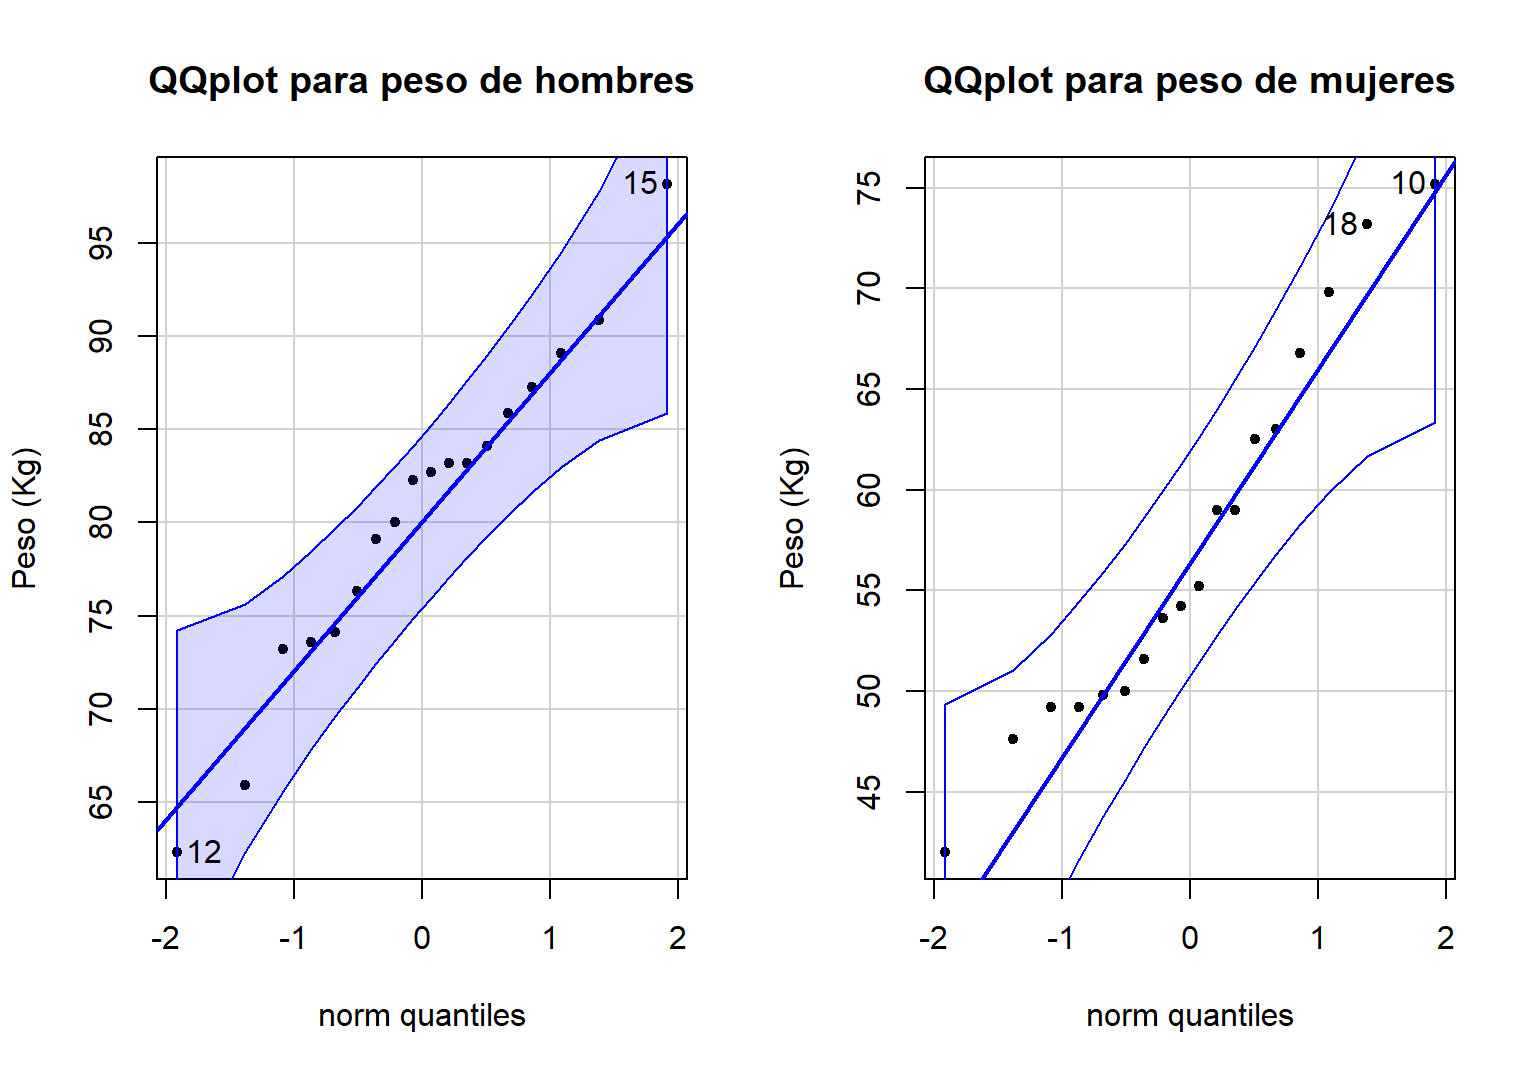 QQplot para peso de hombres
Peso (Kg)
95
90
85
80
75
70
65
15
12
-2 -1 0 1 2
norm quantiles
QQplot para peso de mujeres
Peso (Kg)
75
70
65
60
55
50
45
10
18
-2 -1 0 1 2
norm quantiles